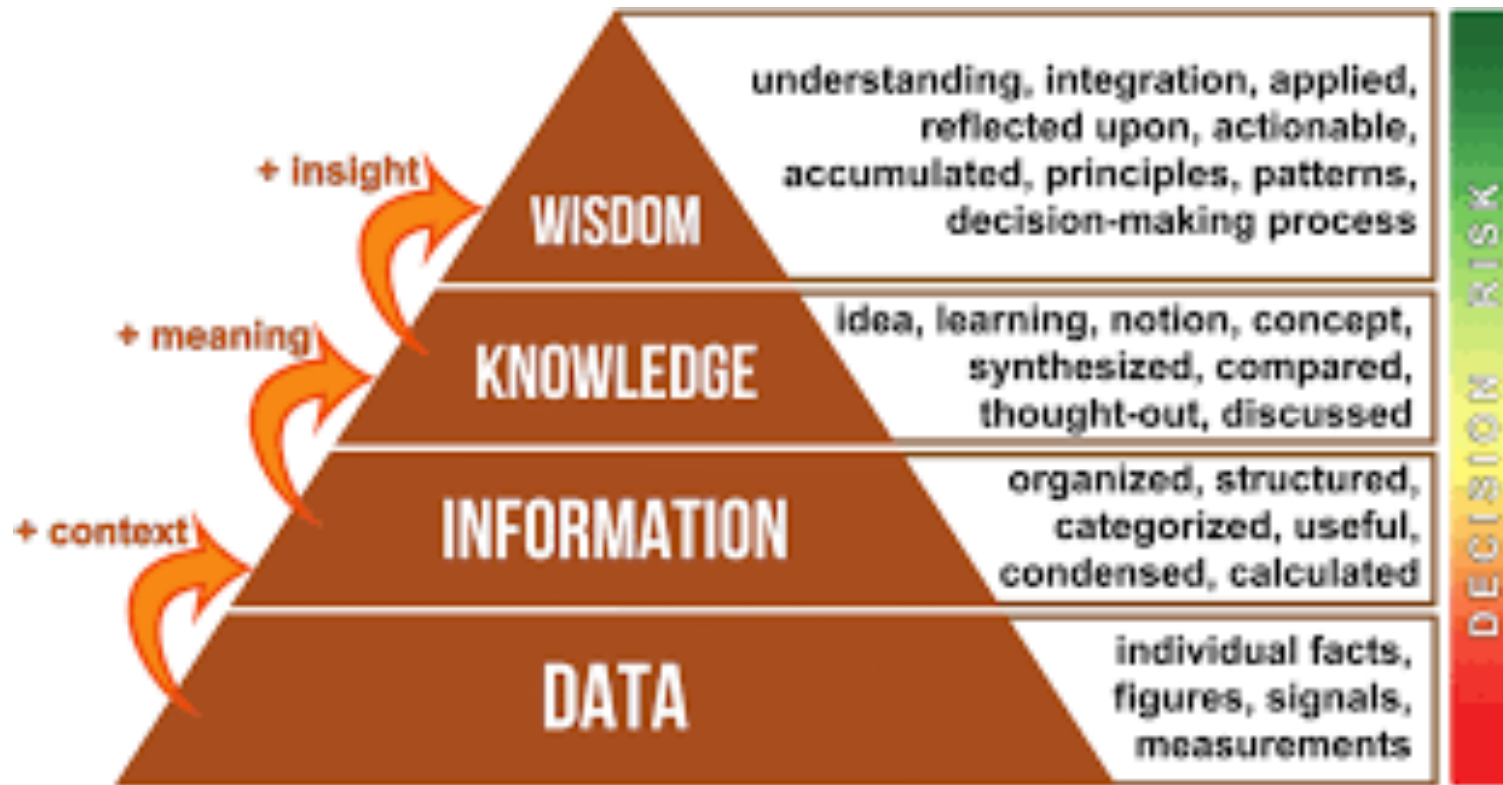 understanding, integration, applied,
reflected upon, actionable,
accumulated, principles, patterns,
decision-making process
+ insight
WISDOM
idea, learning, notion, concept,
synthesized, compared,
thought-out, discussed
+ meaning
KNOWLEDGE
organized, structured,
categorized, useful,
condensed, calculated
+ context
INFORMATION
individual facts,
figures, signals,
measurements
DATA
DECISION RISK